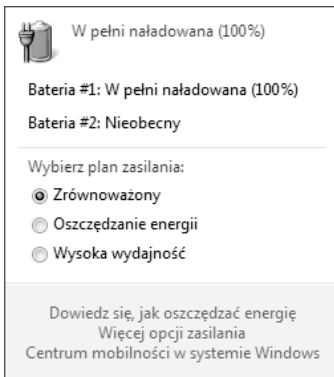 W pełni naładowana (100%)
Bateria #1: W pełni naładowana (100%)
Bateria #2: Nieobecny
Wybierz plan zasilania:
Zrównoważony
Oszczędzanie energii
Wysoka wydajność
Dowiedz się, jak oszczędzać energię
Więcej opcji zasilania
Centrum mobilności w systemie Windows